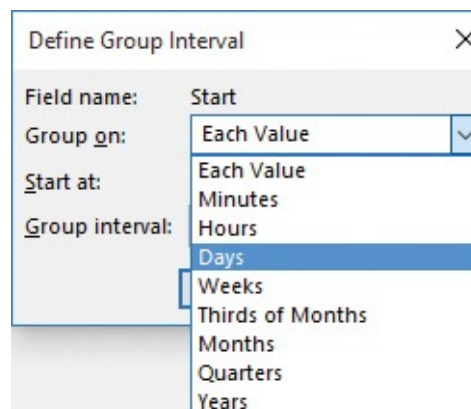 Define Group Interval
Field name: Start
Group on: Each Value
Start at:
Group interval:
Each Value
Minutes
Hours
Days
Weeks
Thirds of Months
Months
Quarters
Years